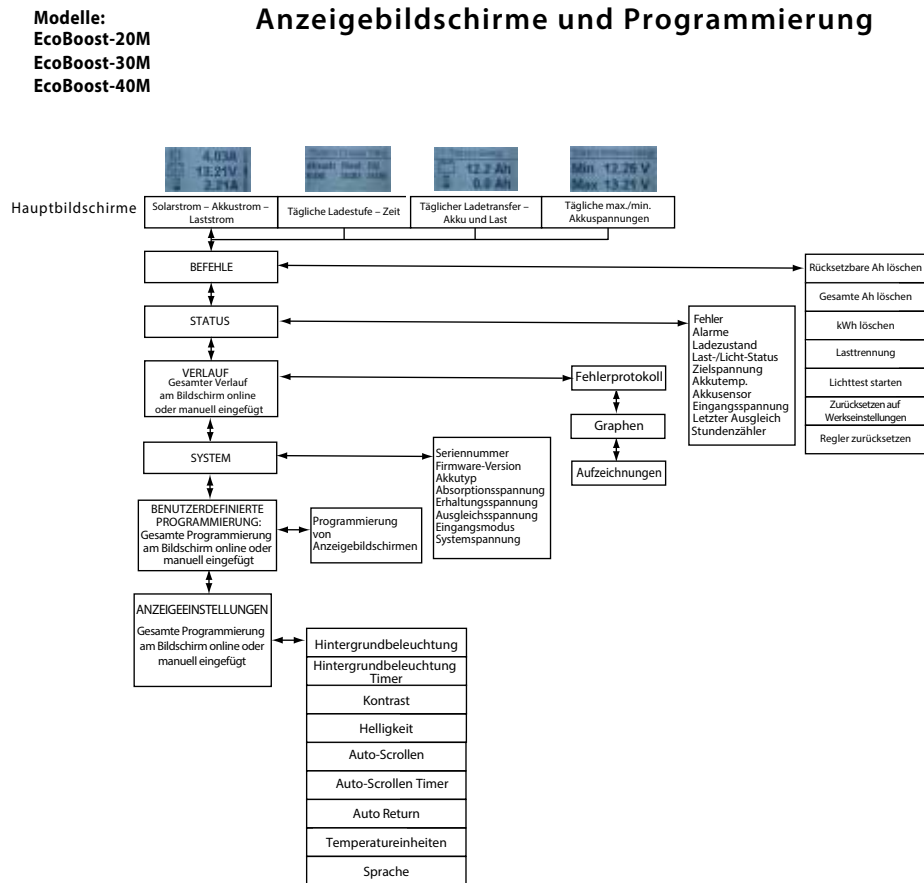 Modelle:
EcoBoost-20M
EcoBoost-30M
EcoBoost-40M
Anzeigebildschirme und Programmierung
4.03A
13.21V
2.21A
12.2 Ah
0.0 Ah
Min 12.26 V
Max 13.21 V
Hauptbildschirme
Solarstrom – Akkustrom –
Laststrom
Tägliche Ladestufe – Zeit
Täglicher Ladetransfer –
Akku und Last
Tägliche max./min.
Akkuspannungen
BEFEHLE
Rücksetzbare Ah löschen
Gesamte Ah löschen
kWh löschen
Lasttrennung
Lichttest starten
Zurücksetzen auf
Werkseinstellungen
Regler zurücksetzen
STATUS
Fehler
Alarme
Ladezustand
Last-/Licht-Status
Zielspannung
Akkutemp.
Akkusensor
Eingangsspannung
Letzter Ausgleich
Stundenzähler
VERLAUF
Gesamter Verlauf
am Bildschirm online
oder manuell eingefügt
Fehlerprotokoll
Graphen
Aufzeichnungen
SYSTEM
Seriennummer
Firmware-Version
Akkutyp
Absorptionsspannung
Erhaltungsspannung
Ausgleichsspannung
Eingangsmodus
Systemspannung
BENUTZERDEFINIERTE
PROGRAMMIERUNG:
Gesamte Programmierung
am Bildschirm online oder
manuell eingefügt
Programmierung
von
Anzeigebildschirmen
ANZEIGEEINSTELLUNGEN
Gesamte Programmierung
am Bildschirm online oder
manuell eingefügt
Hintergrundbeleuchtung
Hintergrundbeleuchtung
Timer
Kontrast
Helligkeit
Auto-Scrollen
Auto-Scrollen Timer
Auto Return
Temperatureinheiten
Sprache